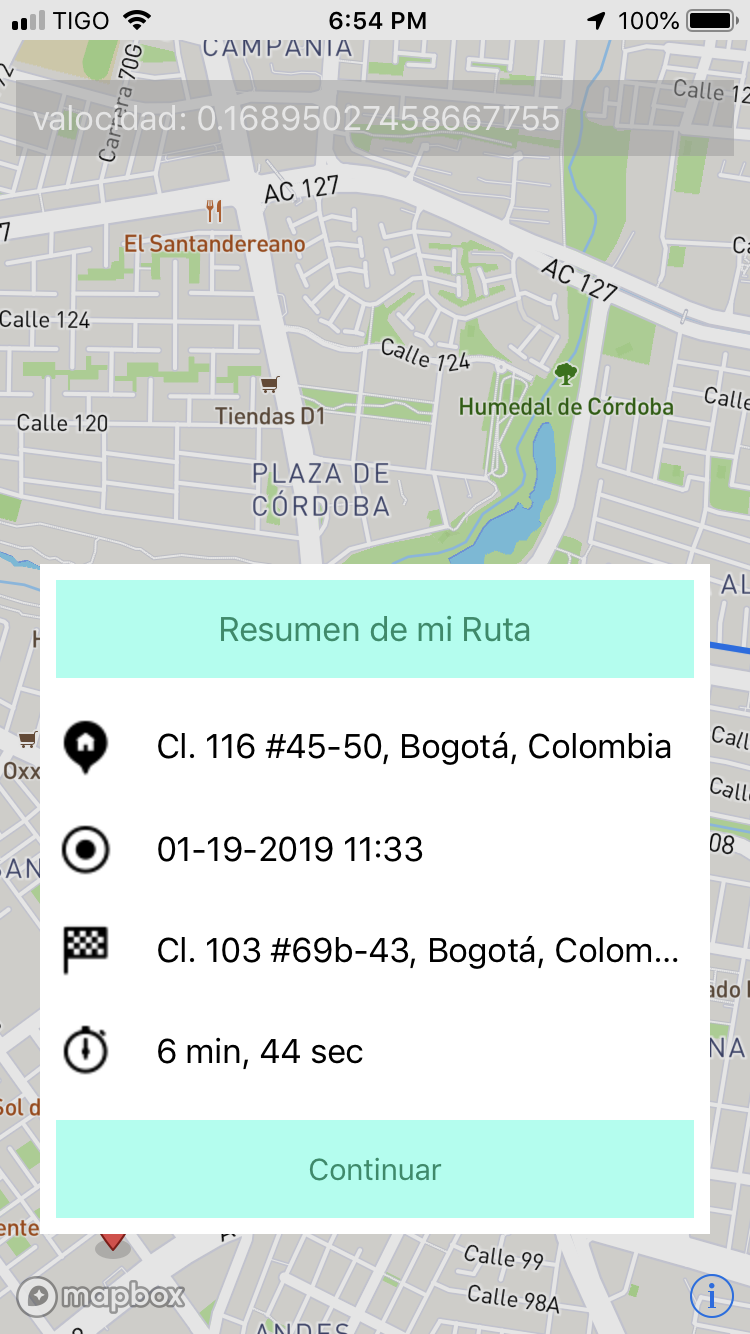 TIGO
6:54 PM
100%
CAMPANIA
Carrera 70G
Calle 12
valocidad: 0.16895027458667755
AC 127
El Santandereano
AC 127
Calle 124
Calle 124
Tiendas D1
Calle 120
Humedal de Córdoba
PLAZA DE
CÓRDOBA
Resumen de mi Ruta
Cl. 116 #45-50, Bogotá, Colombia
01-19-2019 11:33
Cl. 103 #69b-43, Bogotá, Colom...
6 min, 44 sec
Continuar
Calle 99
Calle 98A
mapbox
i
ANDES